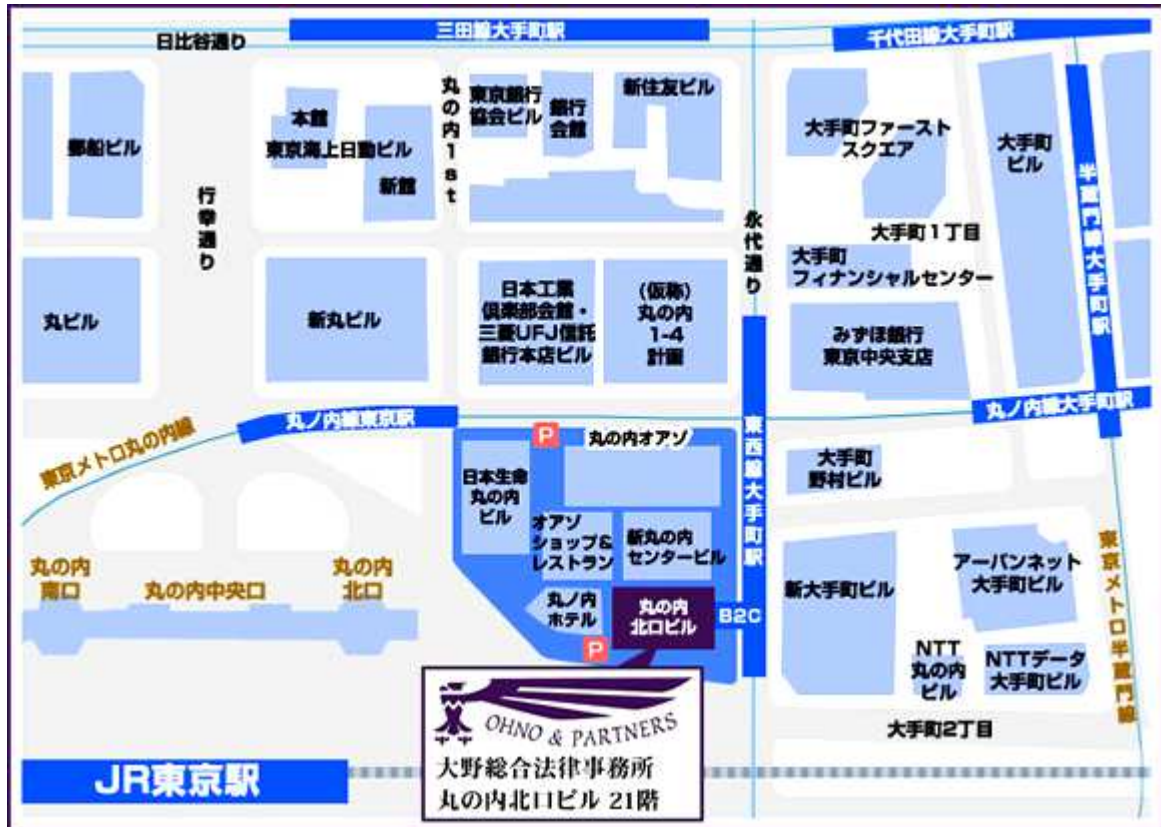 日比谷通り
三田線大手町駅
千代田線大手町駅
郵船ビル
本館
東京海上日動ビル
新館
丸の内1st
東京銀行
協会ビル
銀行
会館
新住友ビル
大手町ファースト
スクエア
大手町
ビル
半蔵門線大手町駅
行幸通り
永代通り
大手町1丁目
大手町
フィナンシャルセンター
丸ビル
新丸ビル
日本工業
倶楽部会館・
三菱UFJ信託
銀行本店ビル
(仮称)
丸の内
1-4
計画
みずほ銀行
東京中央支店
丸ノ内線東京駅
丸ノ内線大手町駅
東京メトロ丸の内線
P
丸の内オアゾ
東西線大手町駅
日本生命
丸の内
ビル
大手町
野村ビル
オアゾ
ショップ&
レストラン
新丸の内
センタービル
丸の内
南口
丸の内中央口
丸の内
北口
丸ノ内
ホテル
丸の内
北口ビル
B2C
新大手町ビル
アーバンネット
大手町ビル
東京メトロ半蔵門線
P
NTT
丸の内
ビル
NTTデータ
大手町ビル
大手町2丁目
OHNO & PARTNERS
大野総合法律事務所
丸の内北口ビル 21階
JR東京駅